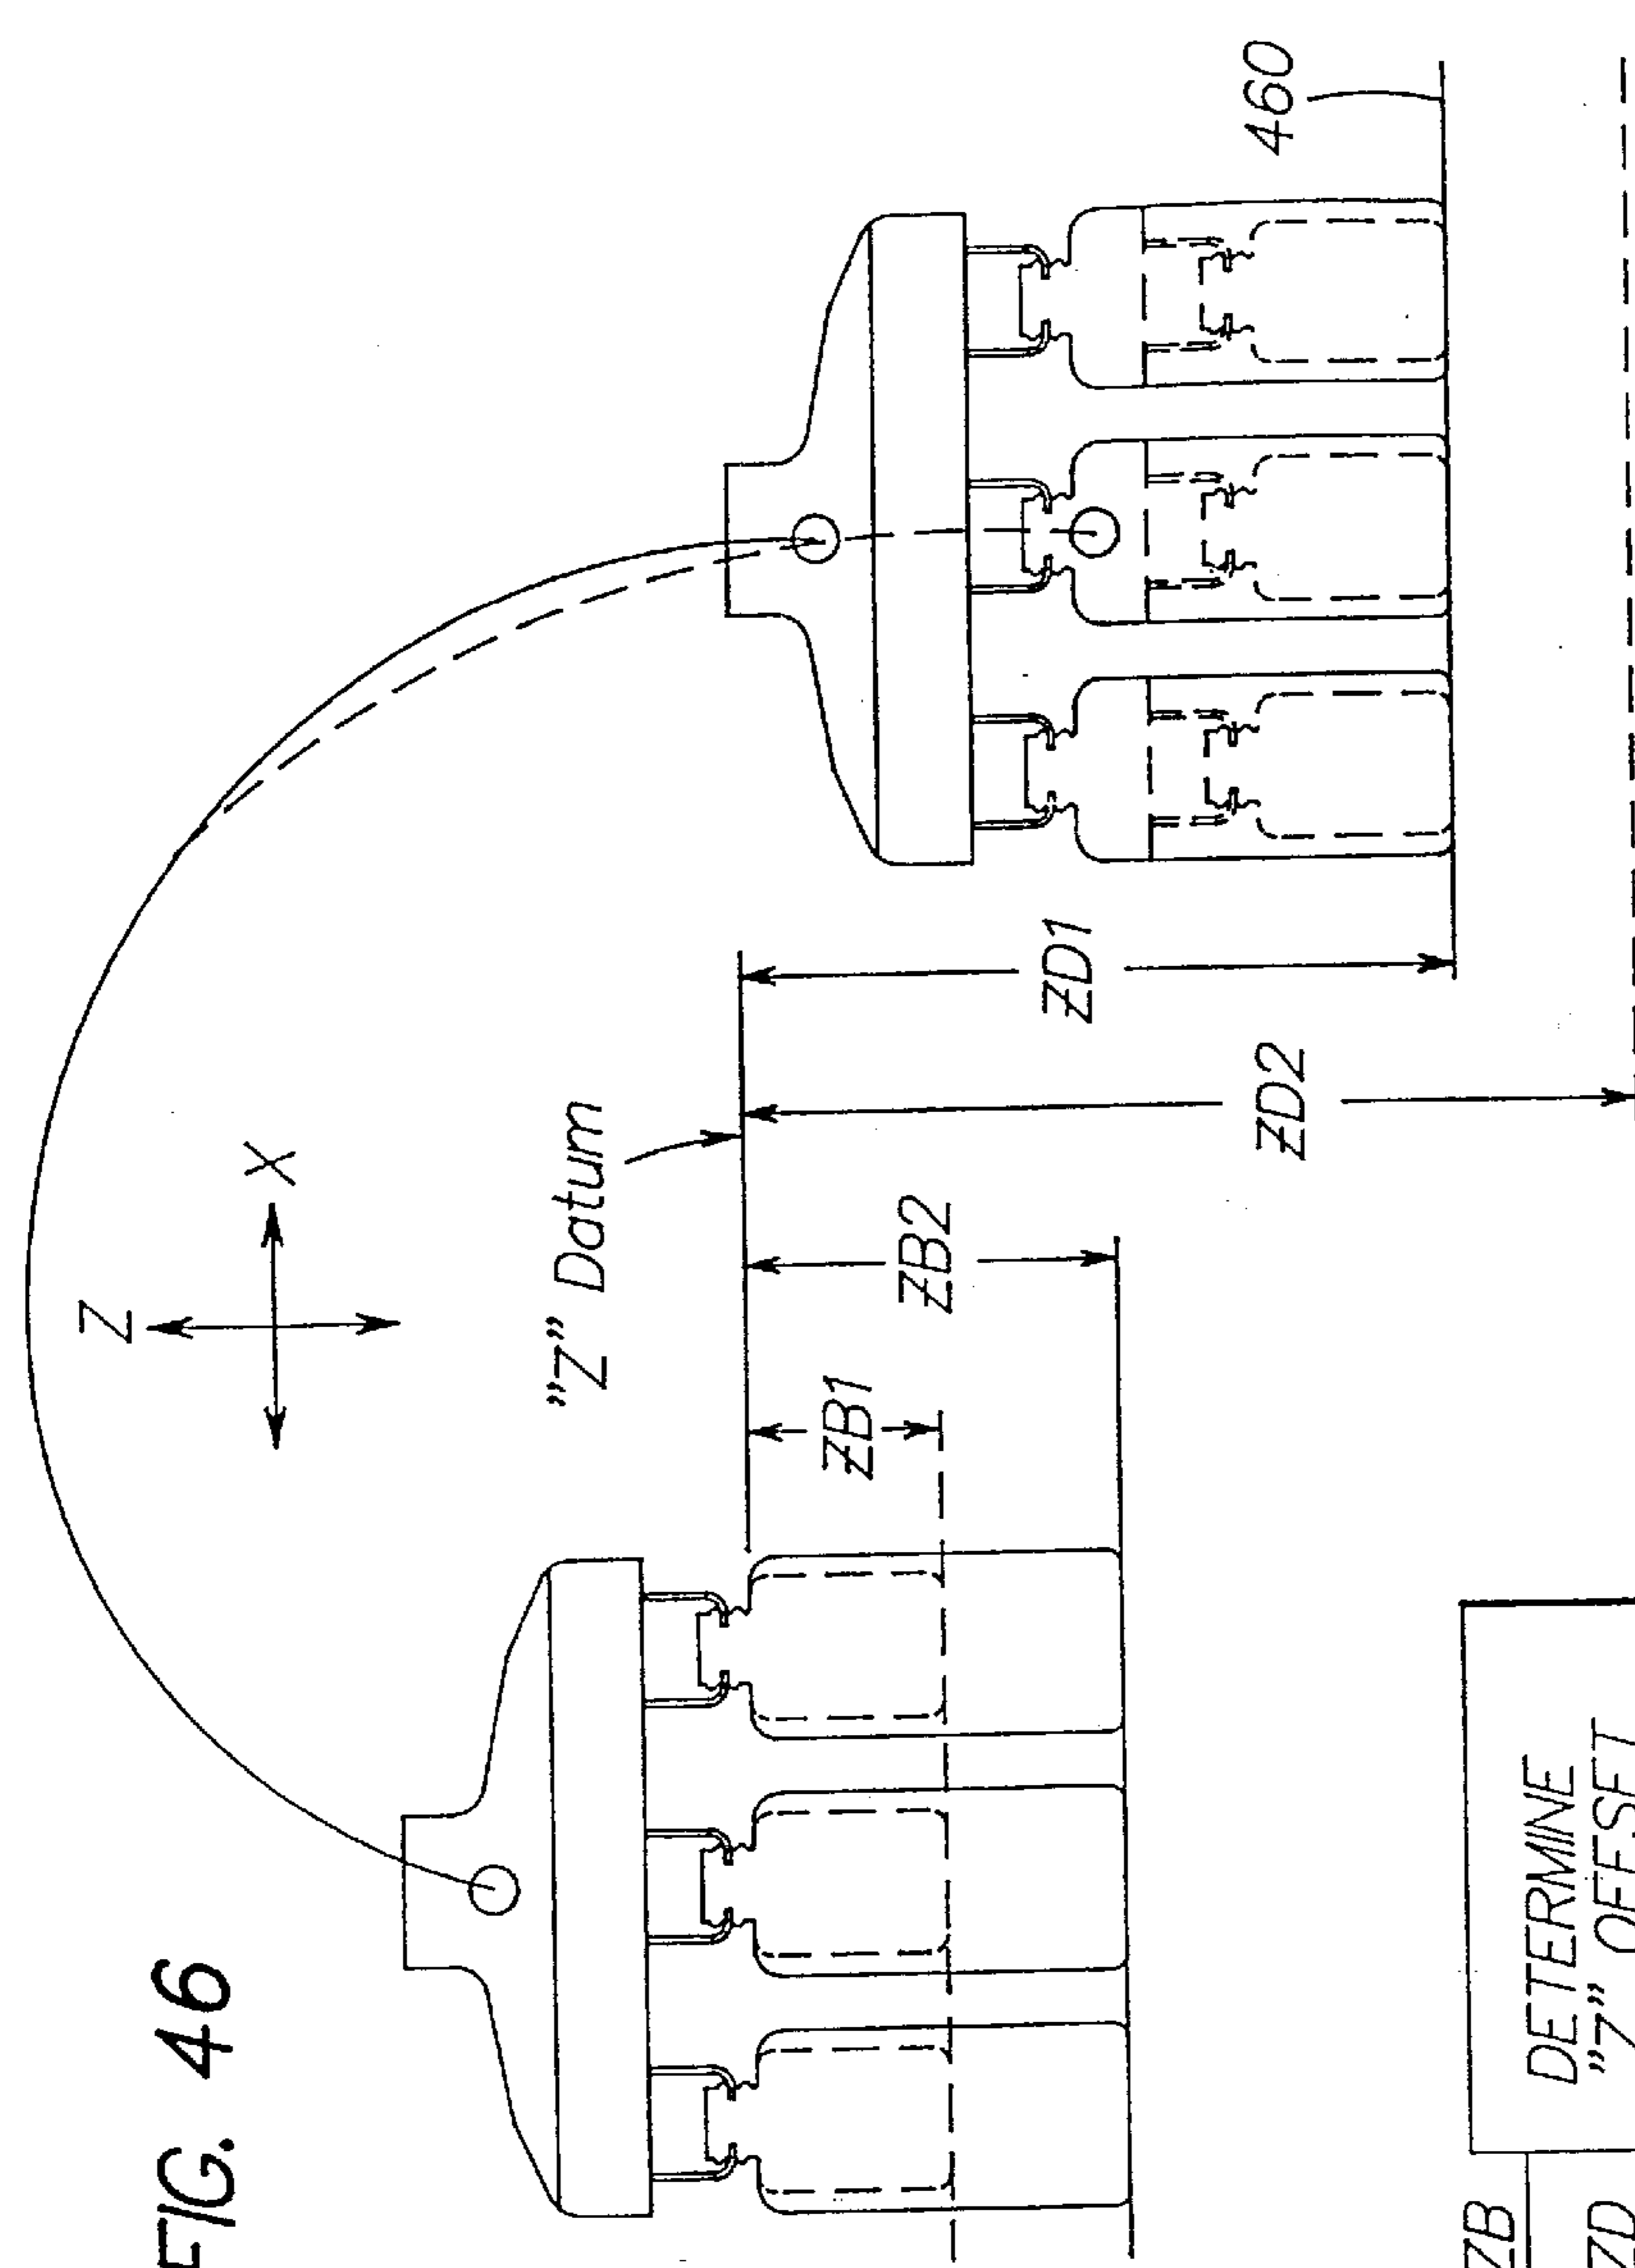 FIG. 46
Z
X
"Z" Datum
ZB1
ZB2
ZD1
ZD2
460
ZB
ZD
DETERMINE
"Z" OFFSET